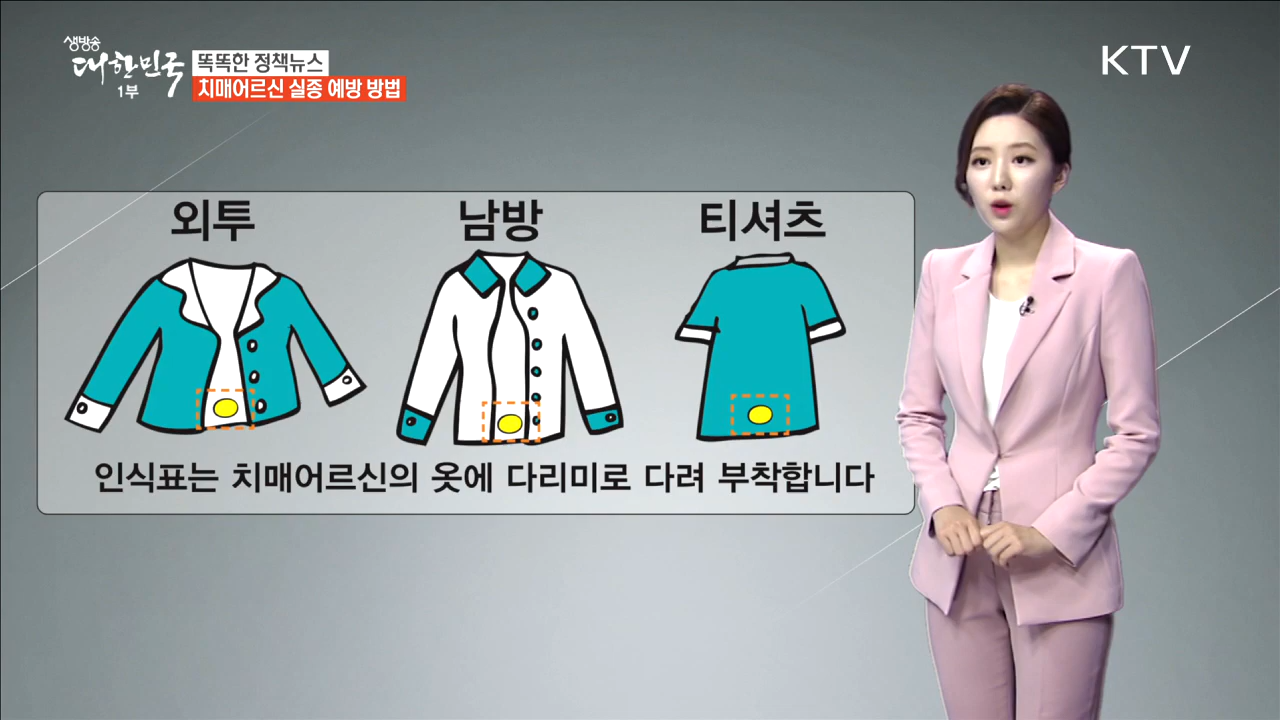 생방송
대한민국
1부
똑똑한 정책뉴스
치매어르신 실종 예방 방법
KTV
외투
남방
티셔츠
인식표는 치매어르신의 옷에 다리미로 다려 부착합니다